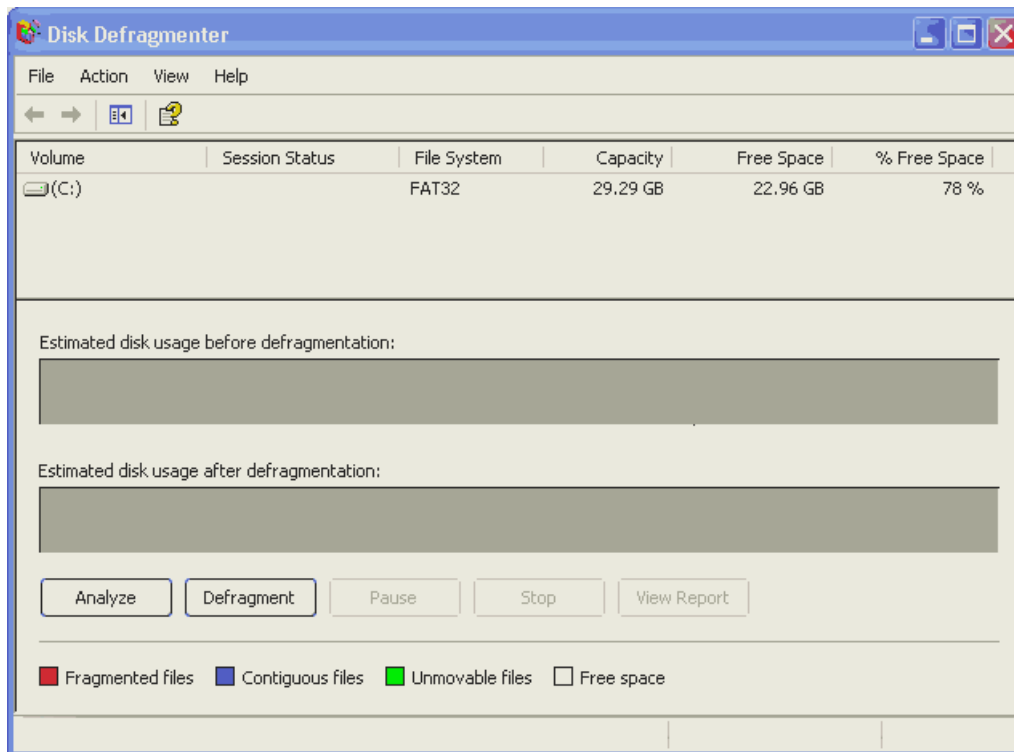 Disk Defragmenter
File Action View Help
Volume Session Status File System Capacity Free Space % Free Space
(C:) FAT32 29.29 GB 22.96 GB 78 %
Estimated disk usage before defragmentation:
Estimated disk usage after defragmentation:
Analyze Defragment Pause Stop View Report
Fragmented files Contiguous files Unmovable files Free space